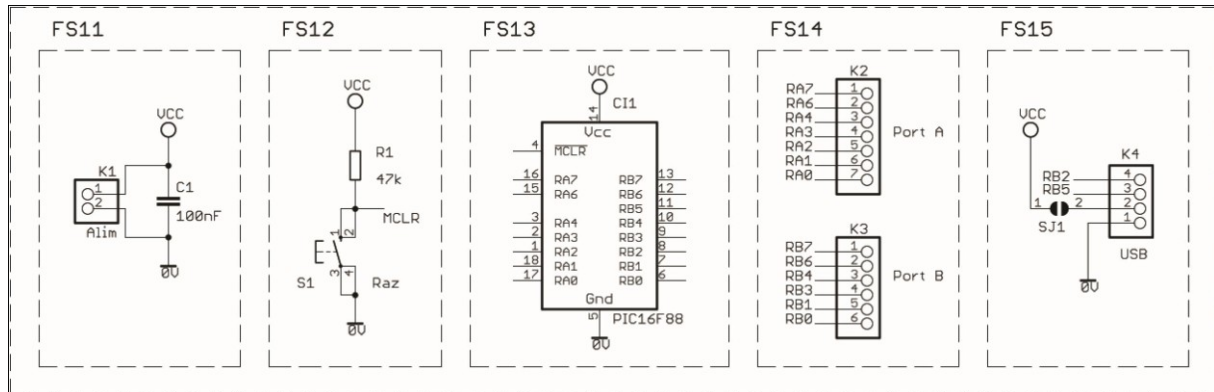 FS11
VCC
K1
1
2
Alim
C1
100nF
0V
FS12
VCC
R1
47k
MCLR
1
2
3
4
S1
Raz
0V
FS13
VCC
CI1
14
Vcc
4
MCLR
16 RA7
15 RA6
3 RA4
2 RA3
1 RA2
18 RA1
17 RA0
RB7 13
RB6 12
RB5 11
RB4 10
RB3 9
RB2 8
RB1 7
RB0 6
Gnd
5
PIC16F88
0V
FS14
K2
RA7 1
RA6 2
RA4 3
RA3 4
RA2 5
RA1 6
RA0 7
Port A
K3
RB7 1
RB6 2
RB4 3
RB3 4
RB1 5
RB0 6
Port B
FS15
VCC
K4
RB2 4
RB5 3
1 2 2
1
SJ1
USB
0V